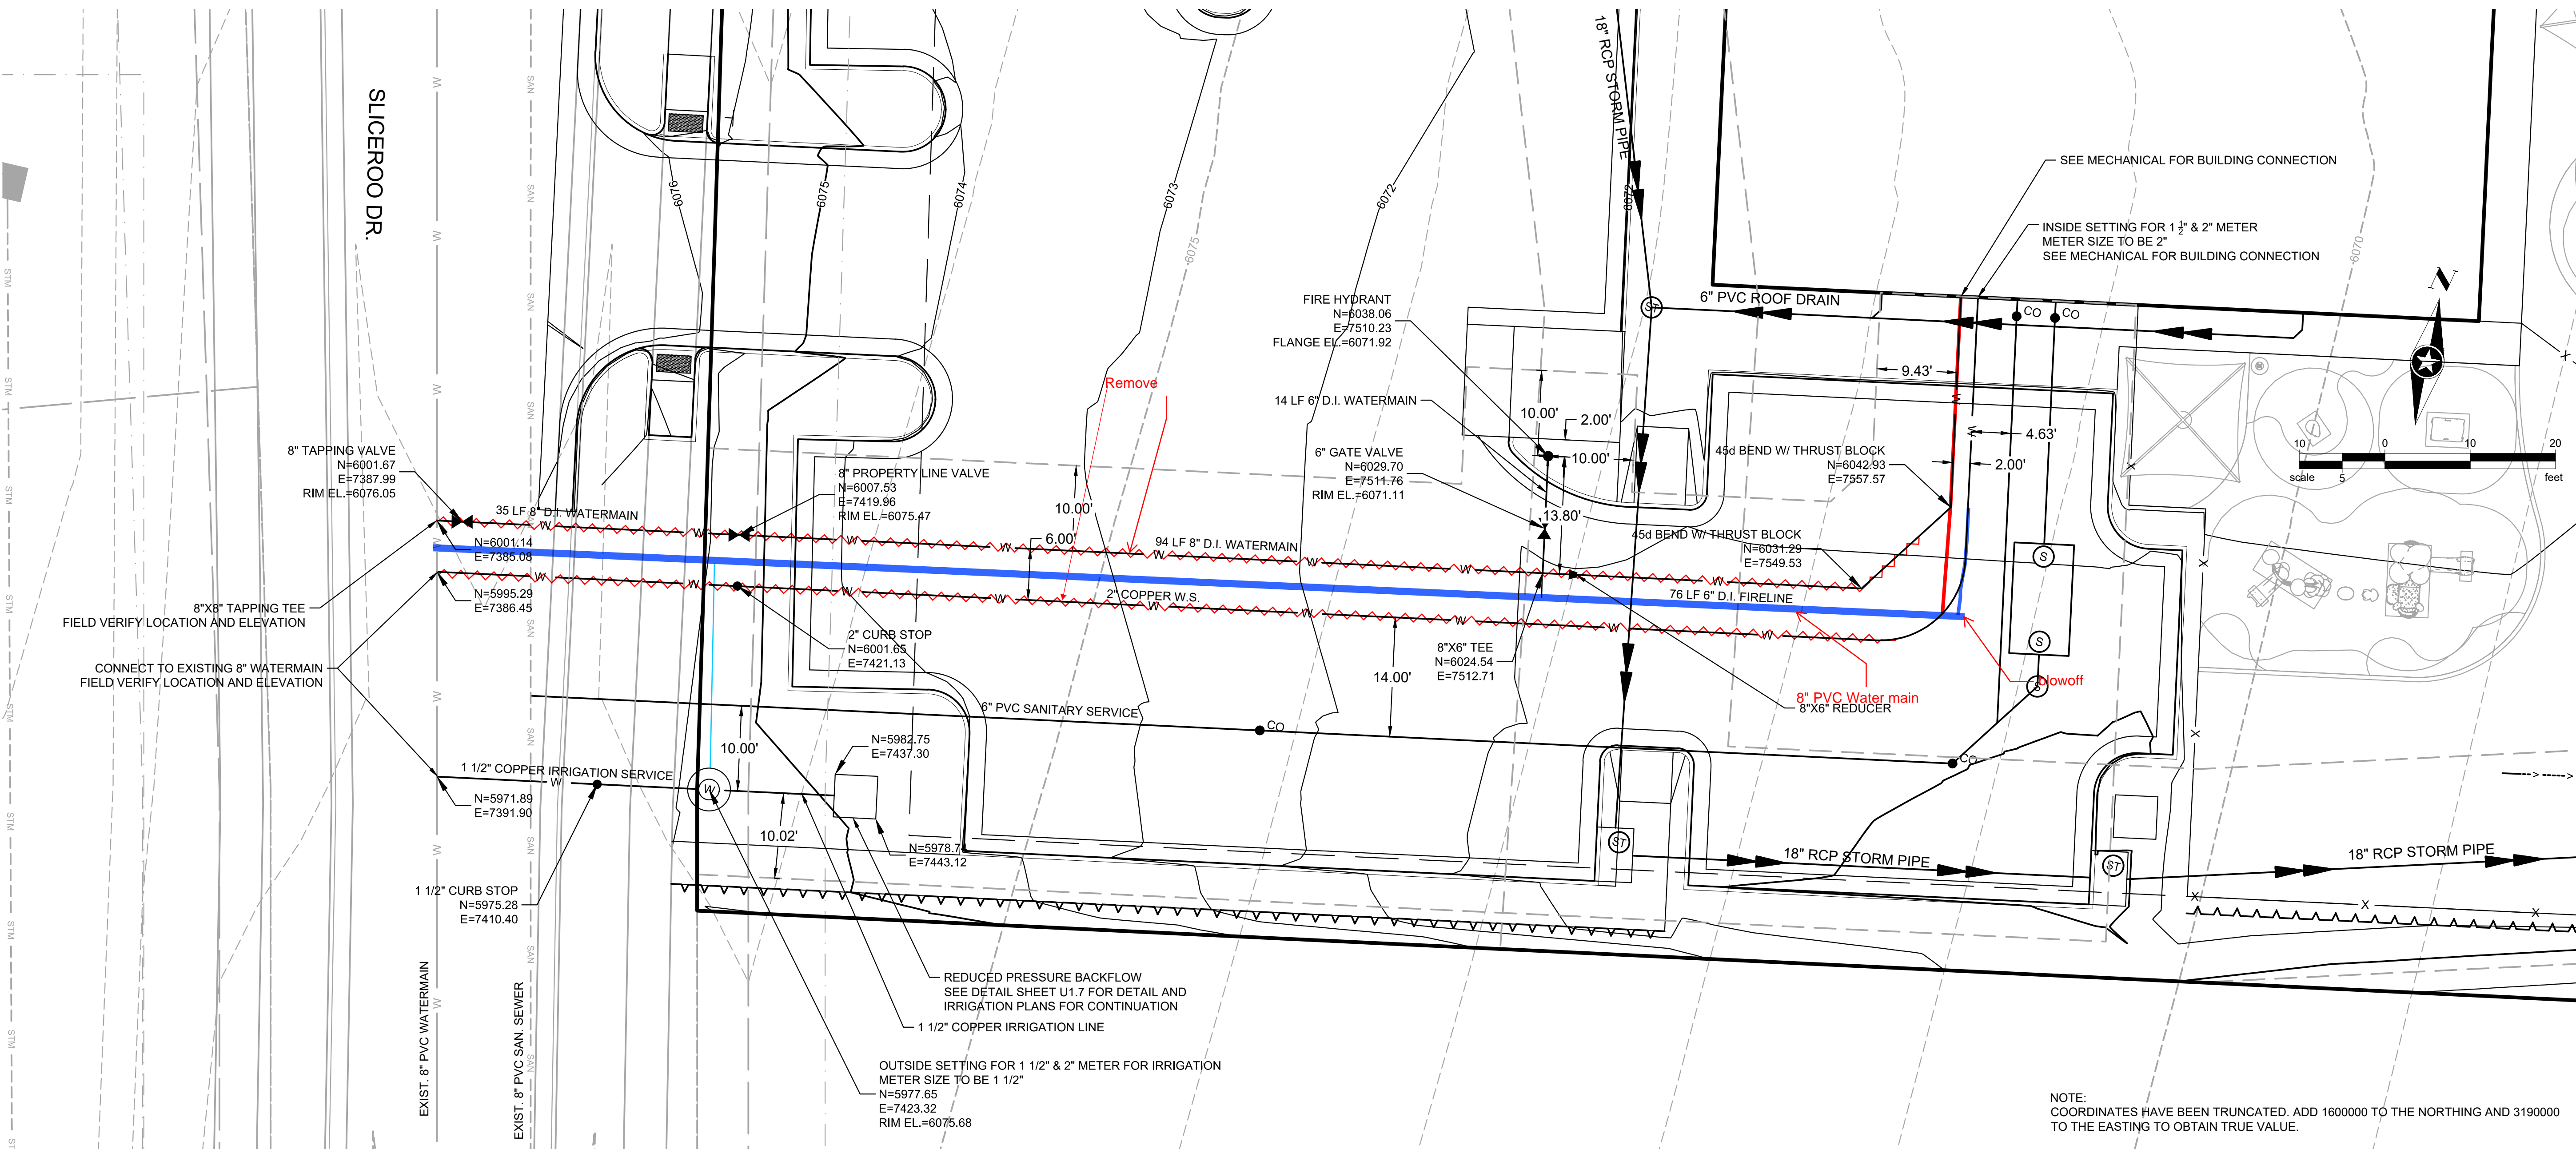 SLICEROO DR.
18" RCP STORM PIPE
6076
6075
6074
6073
6072
6072
6075
6070
SEE MECHANICAL FOR BUILDING CONNECTION
INSIDE SETTING FOR 1 1/2" & 2" METER
METER SIZE TO BE 2"
SEE MECHANICAL FOR BUILDING CONNECTION
N
6" PVC ROOF DRAIN
ST
CO
CO
FIRE HYDRANT
N=6038.06
E=7510.23
FLANGE EL.=6071.92
14 LF 6" D.I. WATERMAIN
6" GATE VALVE
N=6029.70
E=7511.76
RIM EL.=6071.11
Remove
9.43'
10.00'
2.00'
10.00'
13.80'
4.63'
2.00'
10 0 10 20
scale 5 feet
45d BEND W/ THRUST BLOCK
N=6042.93
E=7557.57
45d BEND W/ THRUST BLOCK
N=6031.29
E=7549.53
8" TAPPING VALVE
N=6001.67
E=7387.99
RIM EL.=6076.05
8" PROPERTY LINE VALVE
N=6007.53
E=7419.96
RIM EL.=6075.47
35 LF 8" D.I. WATERMAIN
10.00'
6.00'
94 LF 8" D.I. WATERMAIN
N=6001.14
E=7385.08
N=5995.29
E=7386.45
8"X8" TAPPING TEE
FIELD VERIFY LOCATION AND ELEVATION
2" COPPER W.S.
76 LF 6" D.I. FIRELINE
2" CURB STOP
N=6001.65
E=7421.13
CONNECT TO EXISTING 8" WATERMAIN
FIELD VERIFY LOCATION AND ELEVATION
8"X6" TEE
N=6024.54
E=7512.71
14.00'
S
S
S
blowoff
8" PVC Water main
8"X6" REDUCER
6" PVC SANITARY SERVICE
CO
CO
10.00'
N=5982.75
E=7437.30
1 1/2" COPPER IRRIGATION SERVICE
W
N=5971.89
E=7391.90
10.02'
N=5978.7
E=7443.12
ST
18" RCP STORM PIPE
ST
18" RCP STORM PIPE
1 1/2" CURB STOP
N=5975.28
E=7410.40
EXIST. 8" PVC WATERMAIN
EXIST. 8" PVC SAN. SEWER
REDUCED PRESSURE BACKFLOW
SEE DETAIL SHEET U1.7 FOR DETAIL AND
IRRIGATION PLANS FOR CONTINUATION
1 1/2" COPPER IRRIGATION LINE
OUTSIDE SETTING FOR 1 1/2" & 2" METER FOR IRRIGATION
METER SIZE TO BE 1 1/2"
N=5977.65
E=7423.32
RIM EL.=6075.68
NOTE:
COORDINATES HAVE BEEN TRUNCATED. ADD 1600000 TO THE NORTHING AND 3190000
TO THE EASTING TO OBTAIN TRUE VALUE.